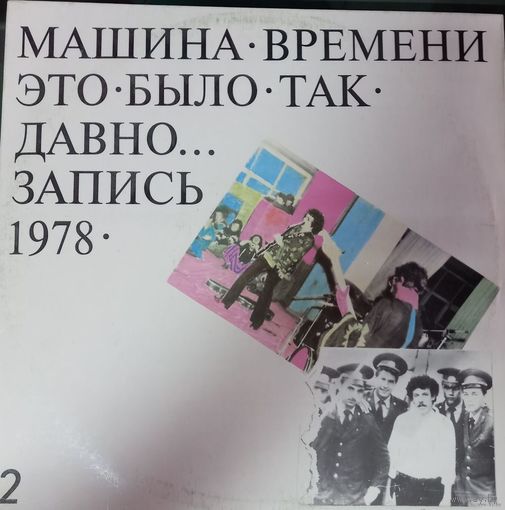 МАШИНА·ВРЕМЕНИ
ЭТО·БЫЛО·ТАК·
ДАВНО...
ЗАПИСЬ
1978·
2